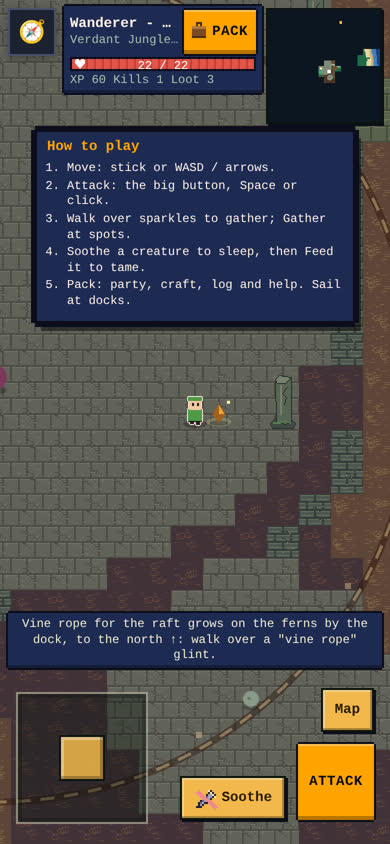 Wanderer - …
Verdant Jungle…
PACK
22 / 22
XP 60 Kills 1 Loot 3
How to play
1. Move: stick or WASD / arrows.
2. Attack: the big button, Space or
click.
3. Walk over sparkles to gather; Gather
at spots.
4. Soothe a creature to sleep, then Feed
it to tame.
5. Pack: party, craft, log and help. Sail
at docks.
Vine rope for the raft grows on the ferns by the
dock, to the north ↑: walk over a "vine rope"
glint.
Map
ATTACK
Soothe